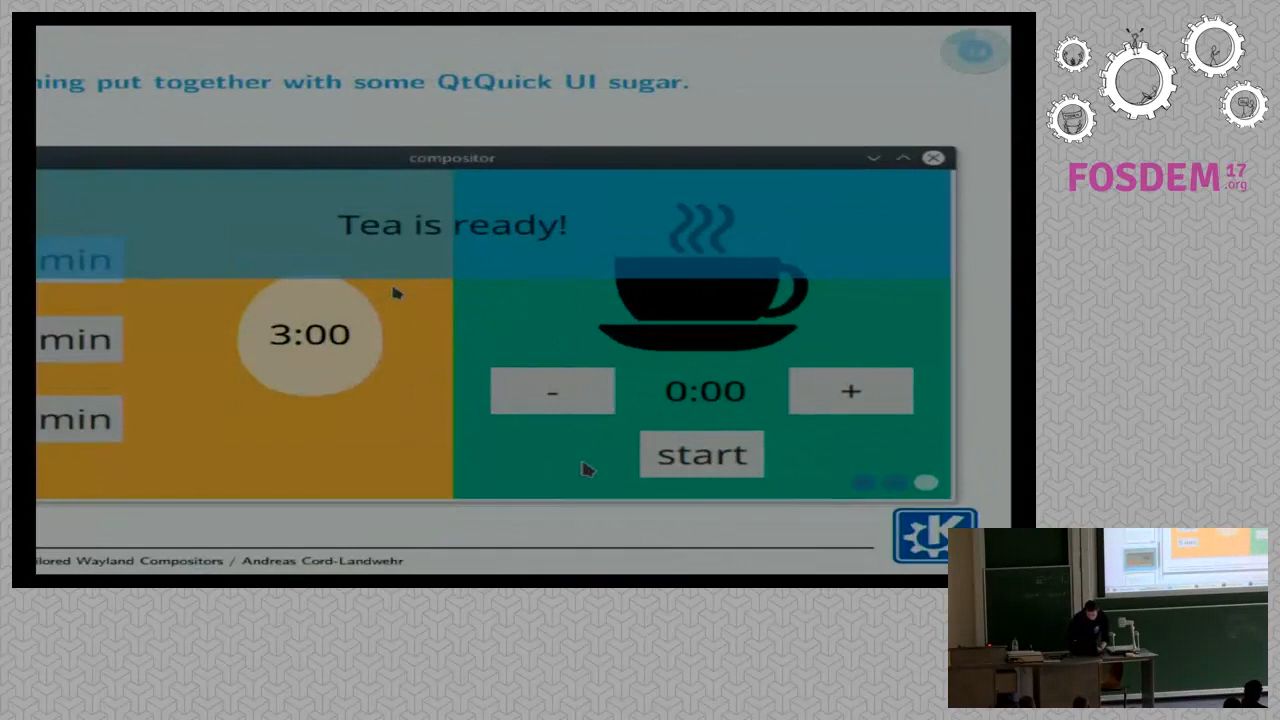 ning put together with some QtQuick UI sugar.
compositor
Tea is ready!
min
min
min
3:00
-
0:00
+
start
ilored Wayland Compositors / Andreas Cord-Landwehr
K
FOSDEM 17
.org